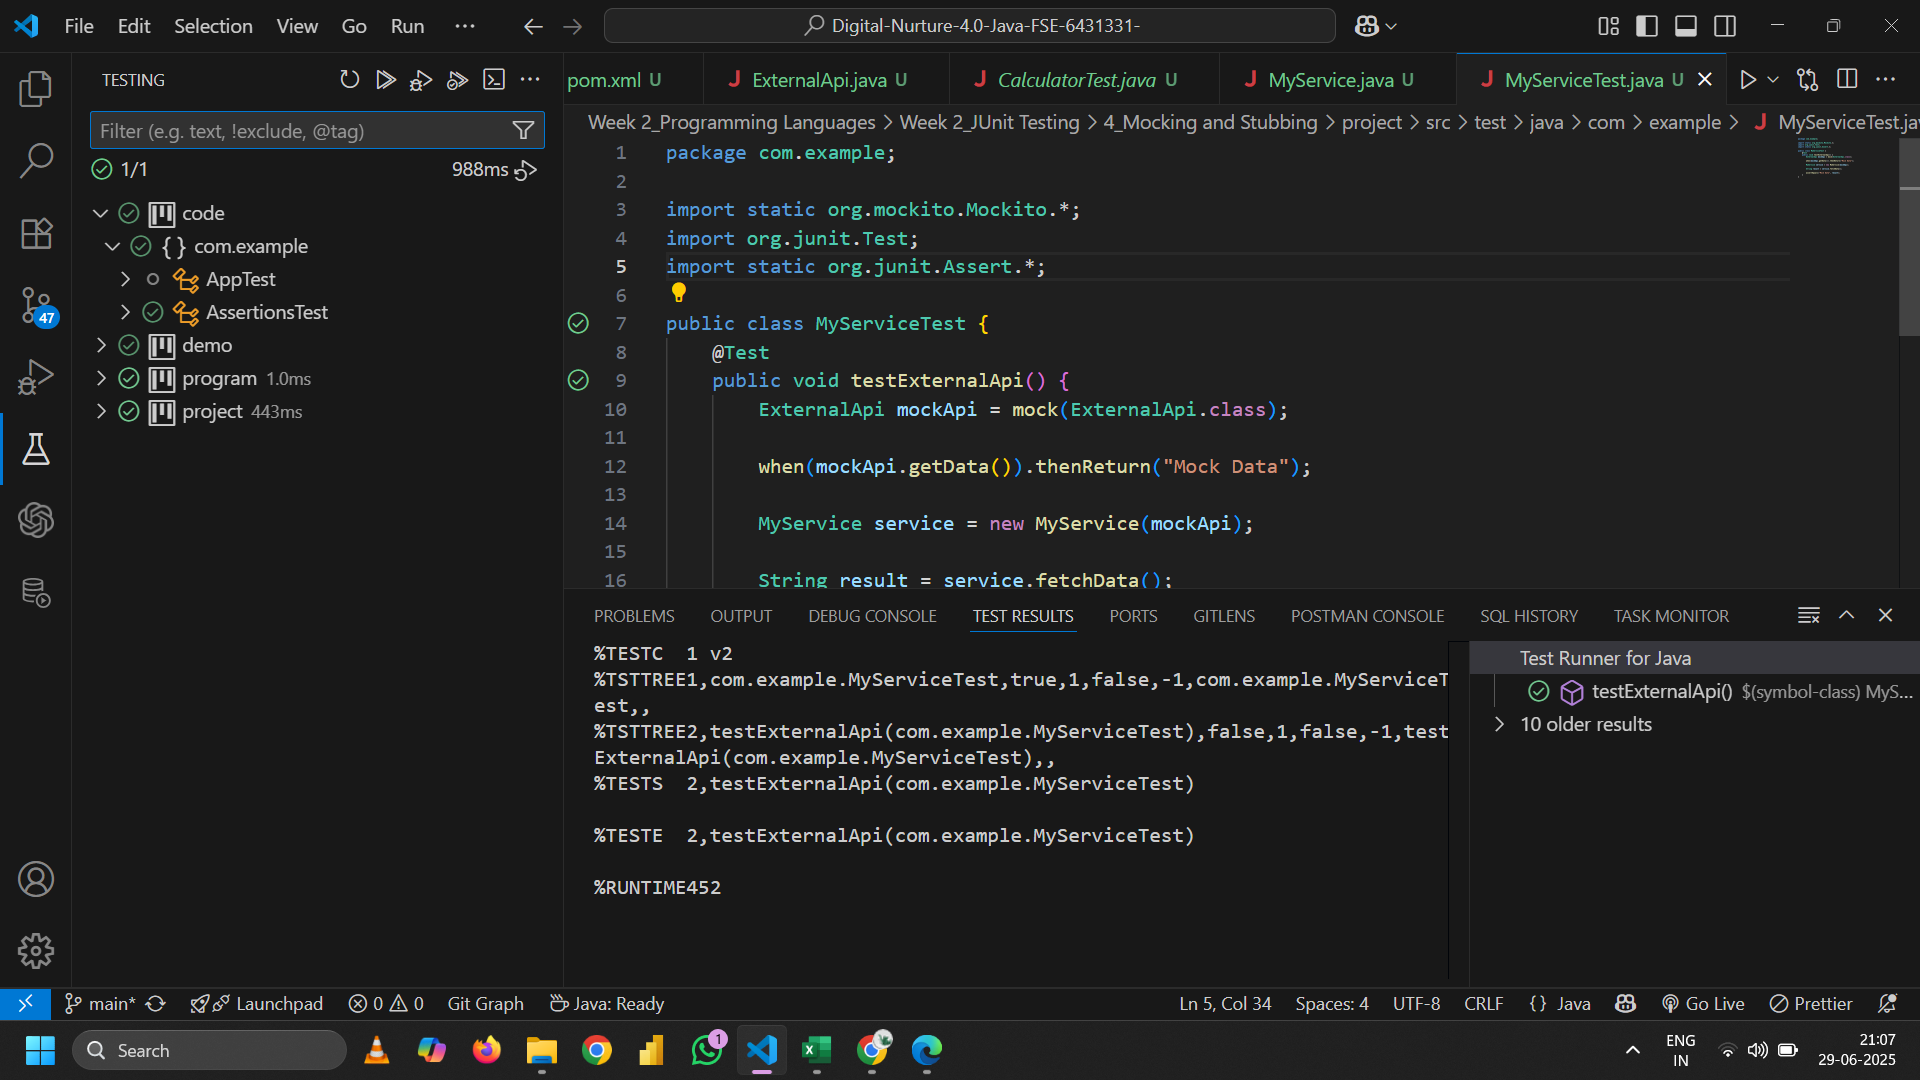 File Edit Selection View Go Run ··· Digital-Nurture-4.0-Java-FSE-6431331-
TESTING
Filter (e.g. text, !exclude, @tag)
1/1 988ms
code
{ } com.example
AppTest
AssertionsTest
demo
program 1.0ms
project 443ms
47
pom.xml U ExternalApi.java U CalculatorTest.java U MyService.java U MyServiceTest.java U
Week 2_Programming Languages > Week 2_JUnit Testing > 4_Mocking and Stubbing > project > src > test > java > com > example > MyServiceTest.ja
1 package com.example;
2
3 import static org.mockito.Mockito.*;
4 import org.junit.Test;
5 import static org.junit.Assert.*;
6
7 public class MyServiceTest {
8 @Test
9 public void testExternalApi() {
10 ExternalApi mockApi = mock(ExternalApi.class);
11
12 when(mockApi.getData()).thenReturn("Mock Data");
13
14 MyService service = new MyService(mockApi);
15
16 String result = service.fetchData();
PROBLEMS OUTPUT DEBUG CONSOLE TEST RESULTS PORTS GITLENS POSTMAN CONSOLE SQL HISTORY TASK MONITOR
%TESTC 1 v2
%TSTTREE1,com.example.MyServiceTest,true,1,false,-1,com.example.MyServiceT
est,,
%TSTTREE2,testExternalApi(com.example.MyServiceTest),false,1,false,-1,test
ExternalApi(com.example.MyServiceTest),,
%TESTS 2,testExternalApi(com.example.MyServiceTest)
%TESTE 2,testExternalApi(com.example.MyServiceTest)
%RUNTIME452
Test Runner for Java
testExternalApi() $(symbol-class) MyS...
10 older results
main* Launchpad 0 0 Git Graph Java: Ready Ln 5, Col 34 Spaces: 4 UTF-8 CRLF { } Java Go Live Prettier
Search 1 ENG 21:07
IN 29-06-2025